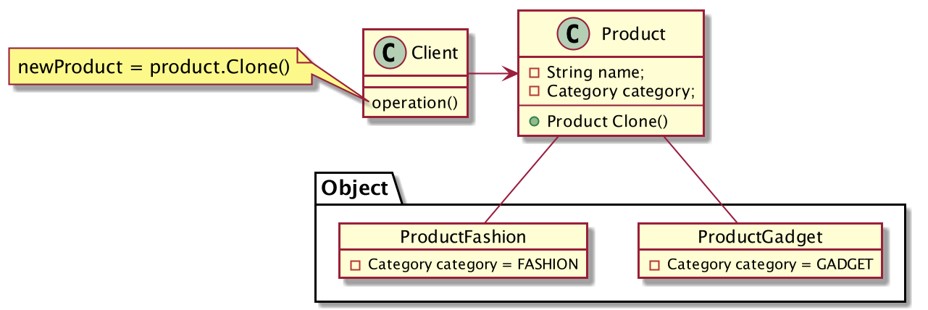 newProduct = product.Clone()
C Client
operation()
C Product
String name;
Category category;
Product Clone()
Object
ProductFashion
Category category = FASHION
ProductGadget
Category category = GADGET